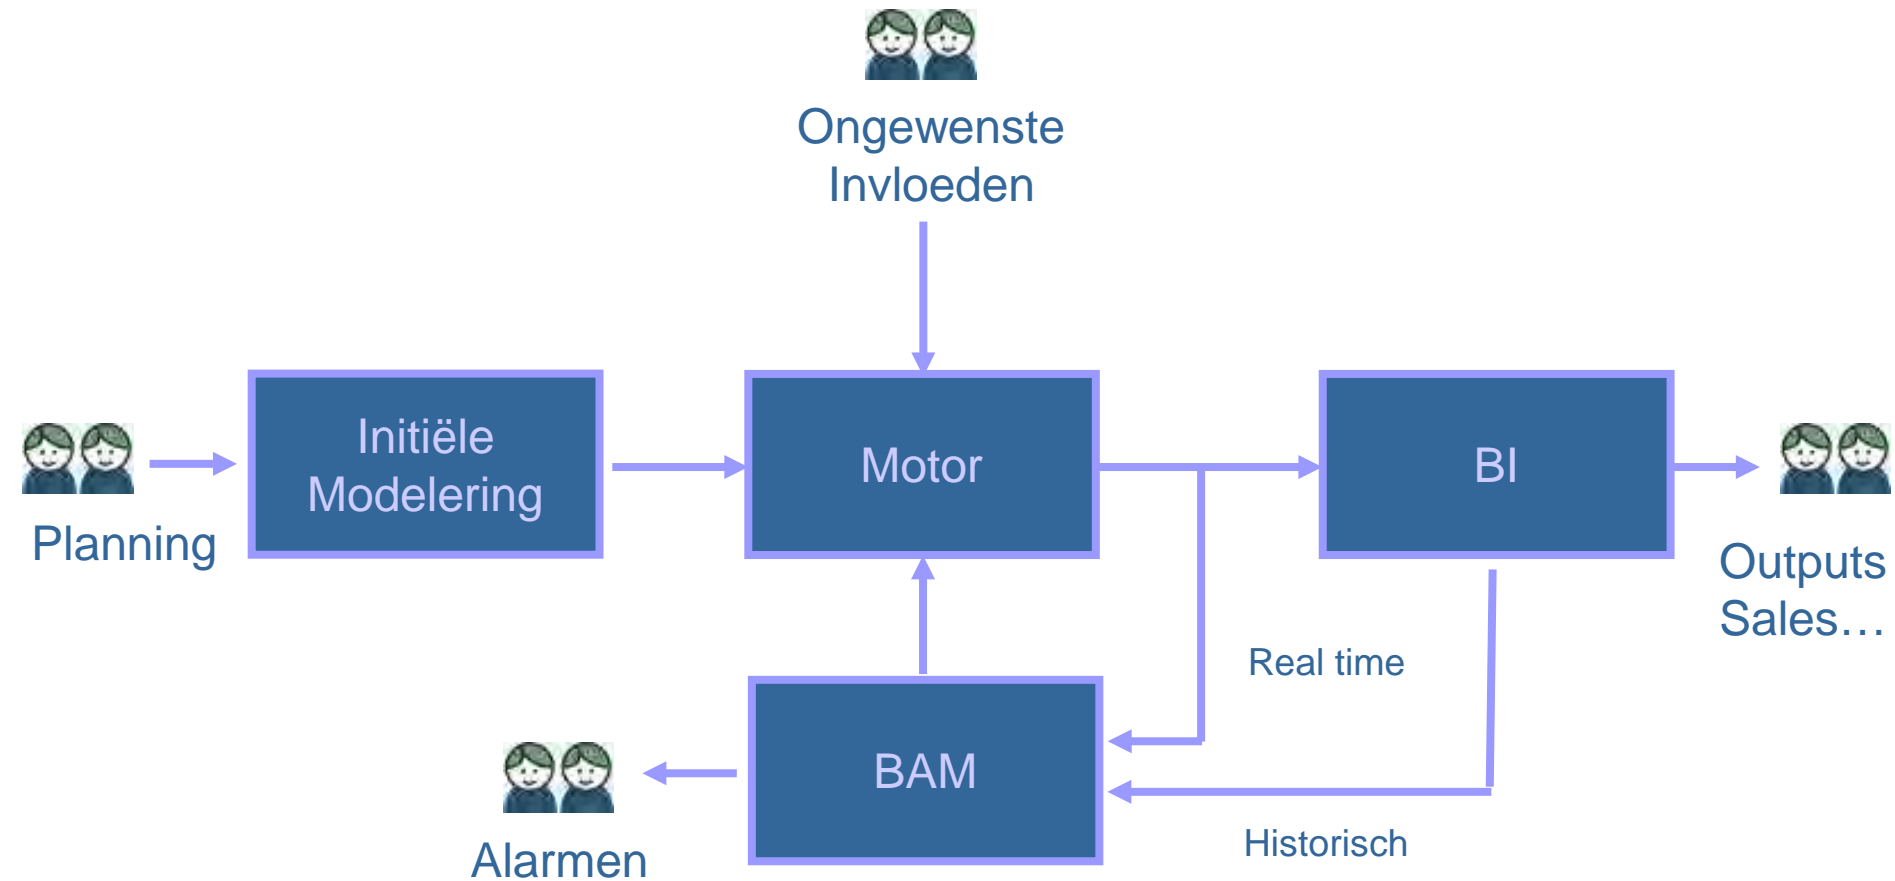 Ongewenste
Invloeden
Initiële
Modelering
Motor
BI
Planning
Outputs
Sales…
Real time
BAM
Historisch
Alarmen